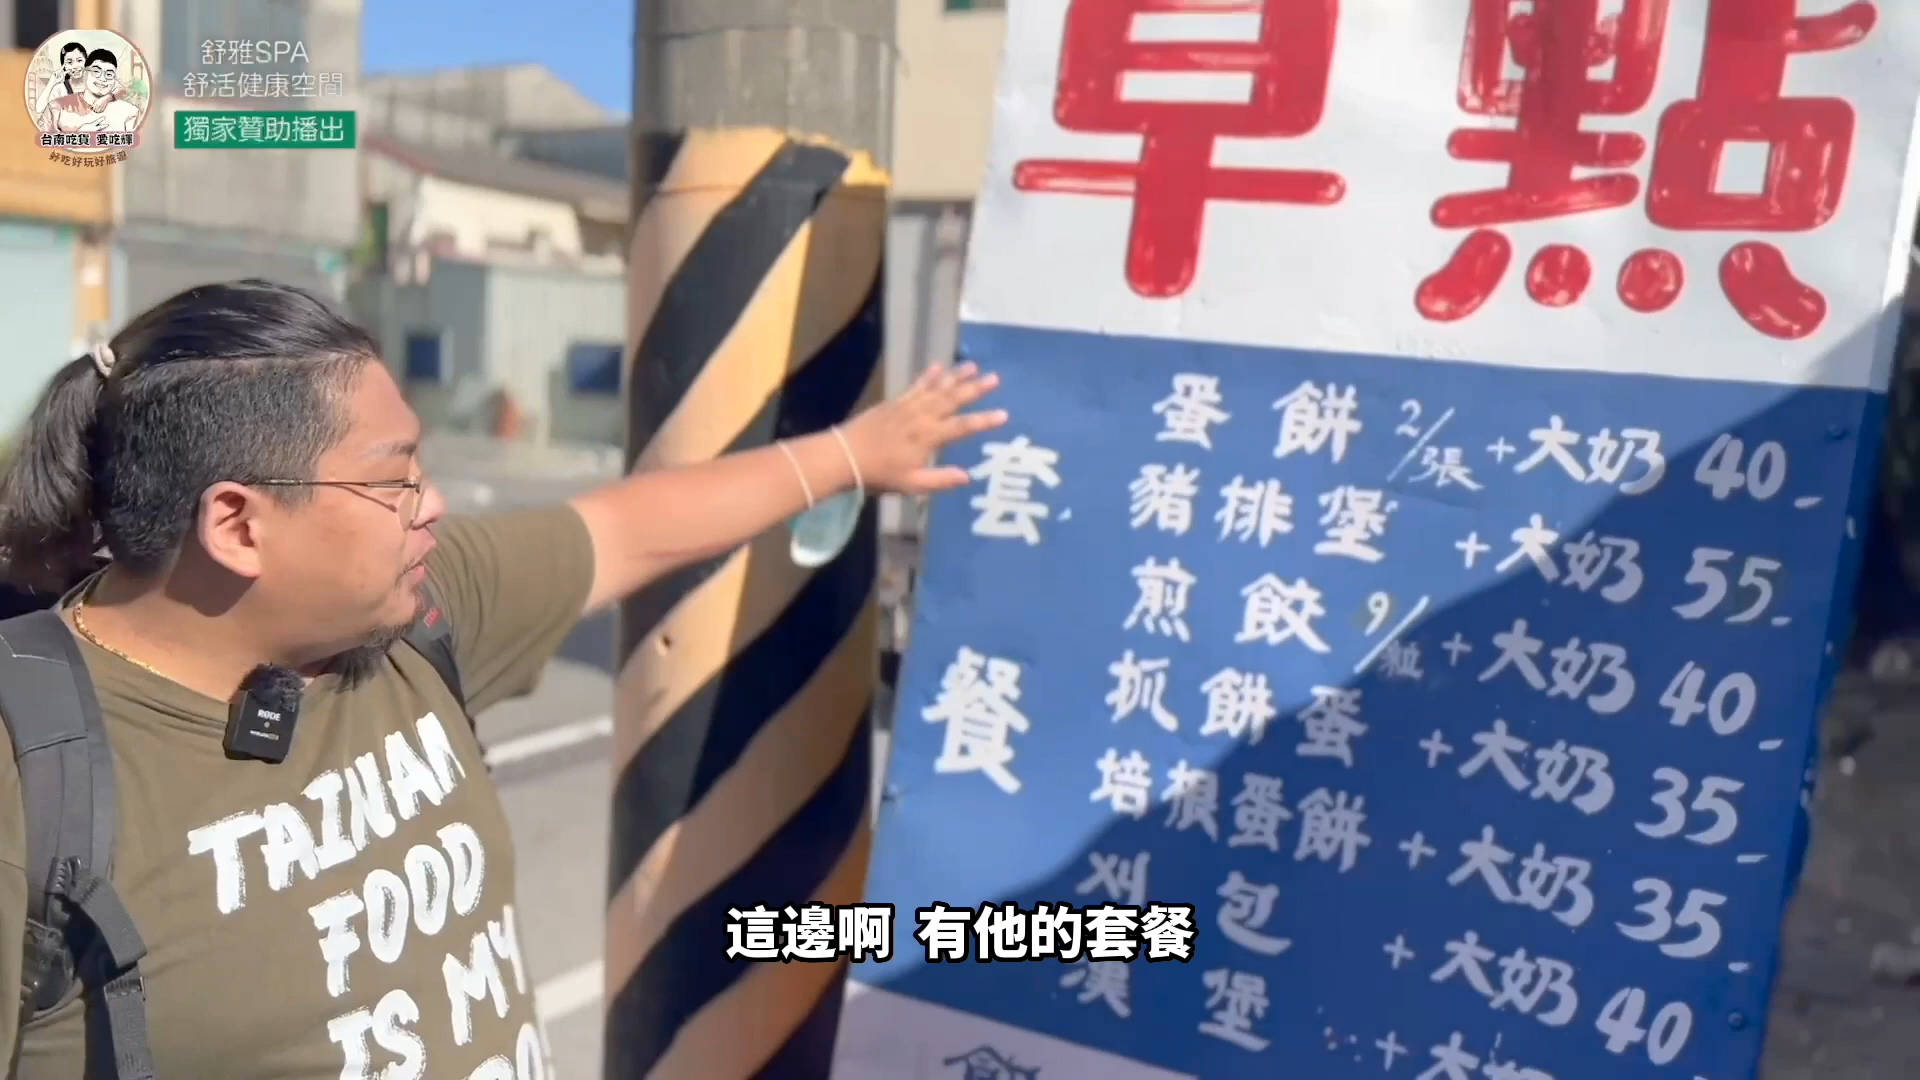 舒雅SPA
舒活健康空間
獨家贊助播出
台南吃貨 愛吃輝
好吃好玩好旅遊
早點
套餐
蛋餅 2/張 +大奶 40
豬排堡 +大奶 55
煎餃 9/粒 +大奶 40
抓餅蛋 +大奶 35
培根蛋餅 +大奶 35
刈包 +大奶 40
漢堡 +大奶
RØDE
TAINAN
FOOD
IS MY
這邊啊 有他的套餐